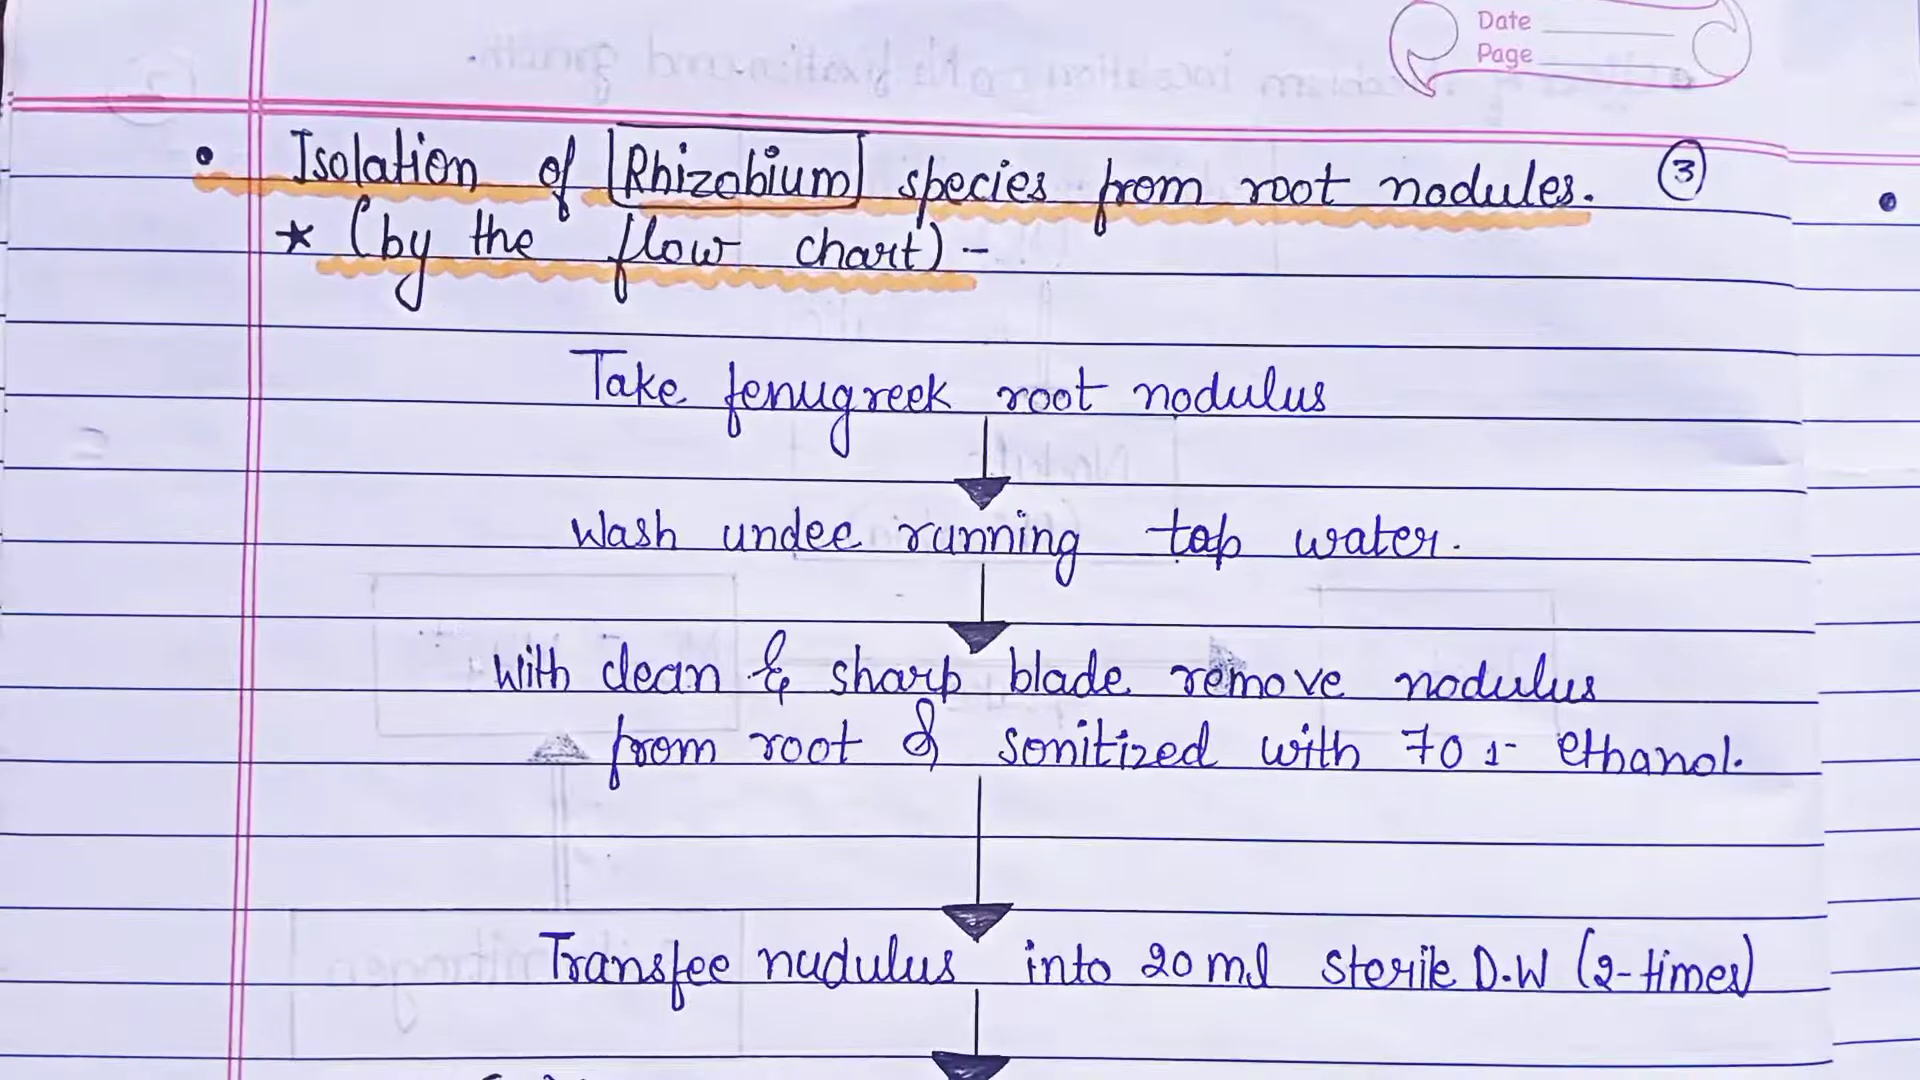 Date
Page
• Isolation of Rhizobium species from root nodules. 3
★ (by the flow chart) -
Take fenugreek root nodulus
Wash undee running tap water.
With clean & sharp blade remove nodulus
from root & sonitized with 70 1- ethanol.
Transfee nudulus into 20 ml sterile D.W (2-times)